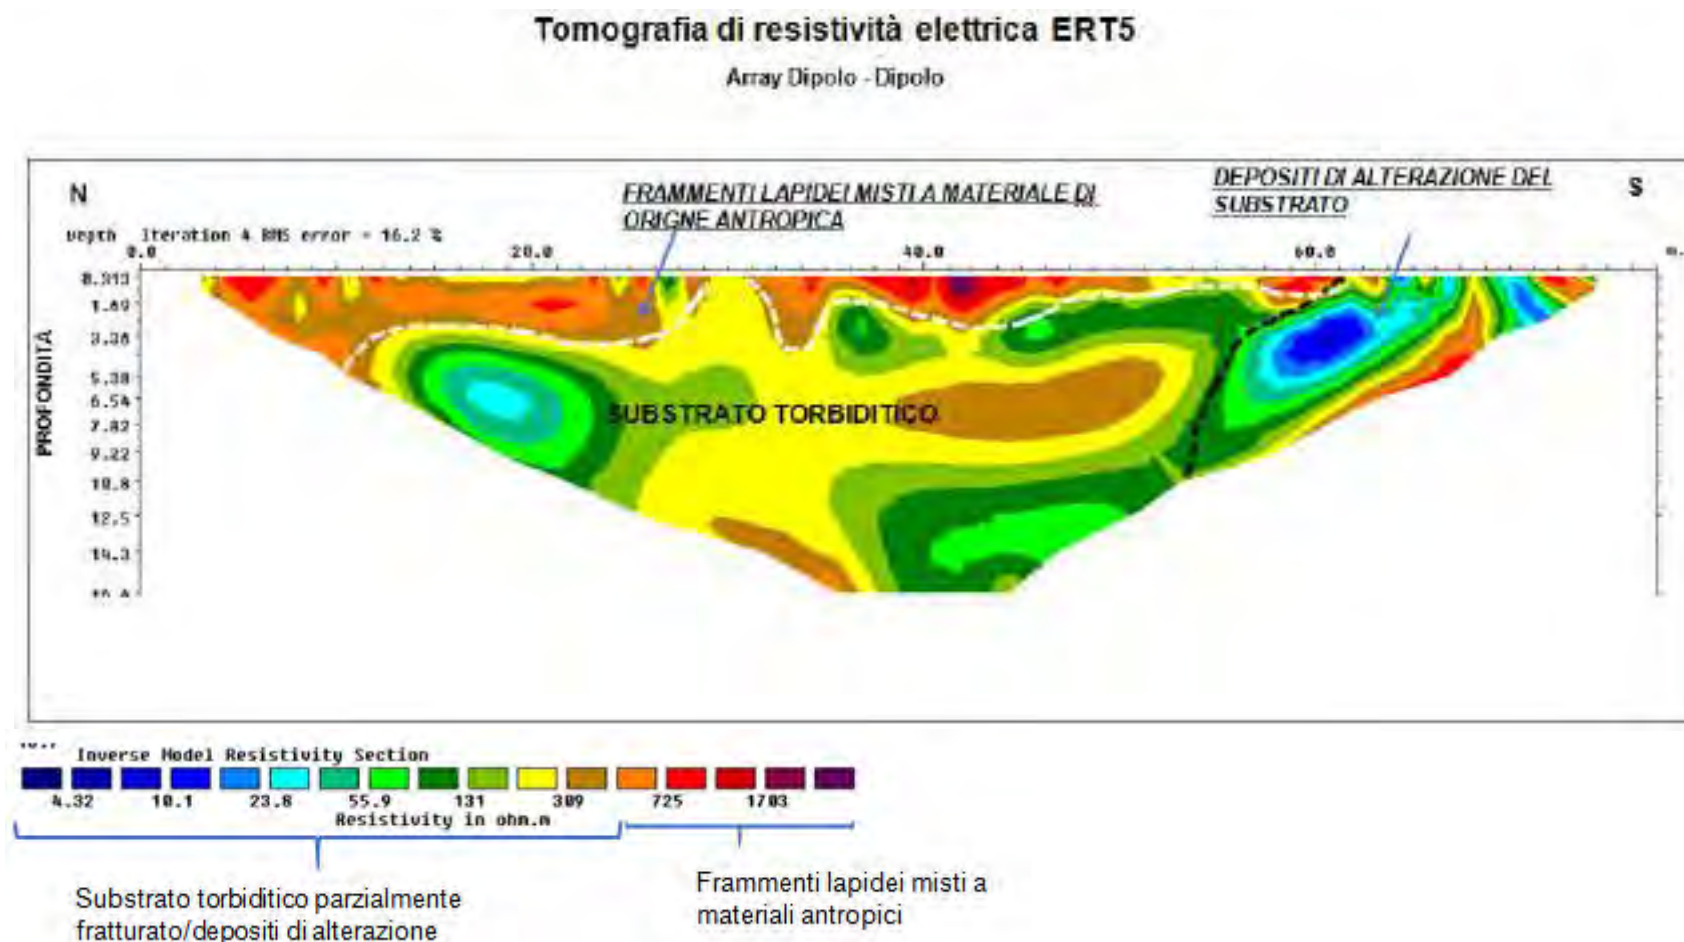 Tomografia di resistività elettrica ERT5
Array Dipolo - Dipolo
N
FRAMMENTI LAPIDEI MISTI A MATERIALE DI
ORIGNE ANTROPICA
DEPOSITI DI ALTERAZIONE DEL
SUBSTRATO
S
Depth Iteration 4 RMS error = 16.2 %
0.0 20.0 40.0 60.0
PROFONDITÀ
0.313
1.69
3.36
5.38
6.54
7.82
9.22
10.8
12.5
14.3
SUBSTRATO TORBIDITICO
Inverse Model Resistivity Section
4.32 10.1 23.8 55.9 131 309 725 1703
Resistivity in ohm.m
Substrato torbiditico parzialmente
fratturato/depositi di alterazione
Frammenti lapidei misti a
materiali antropici